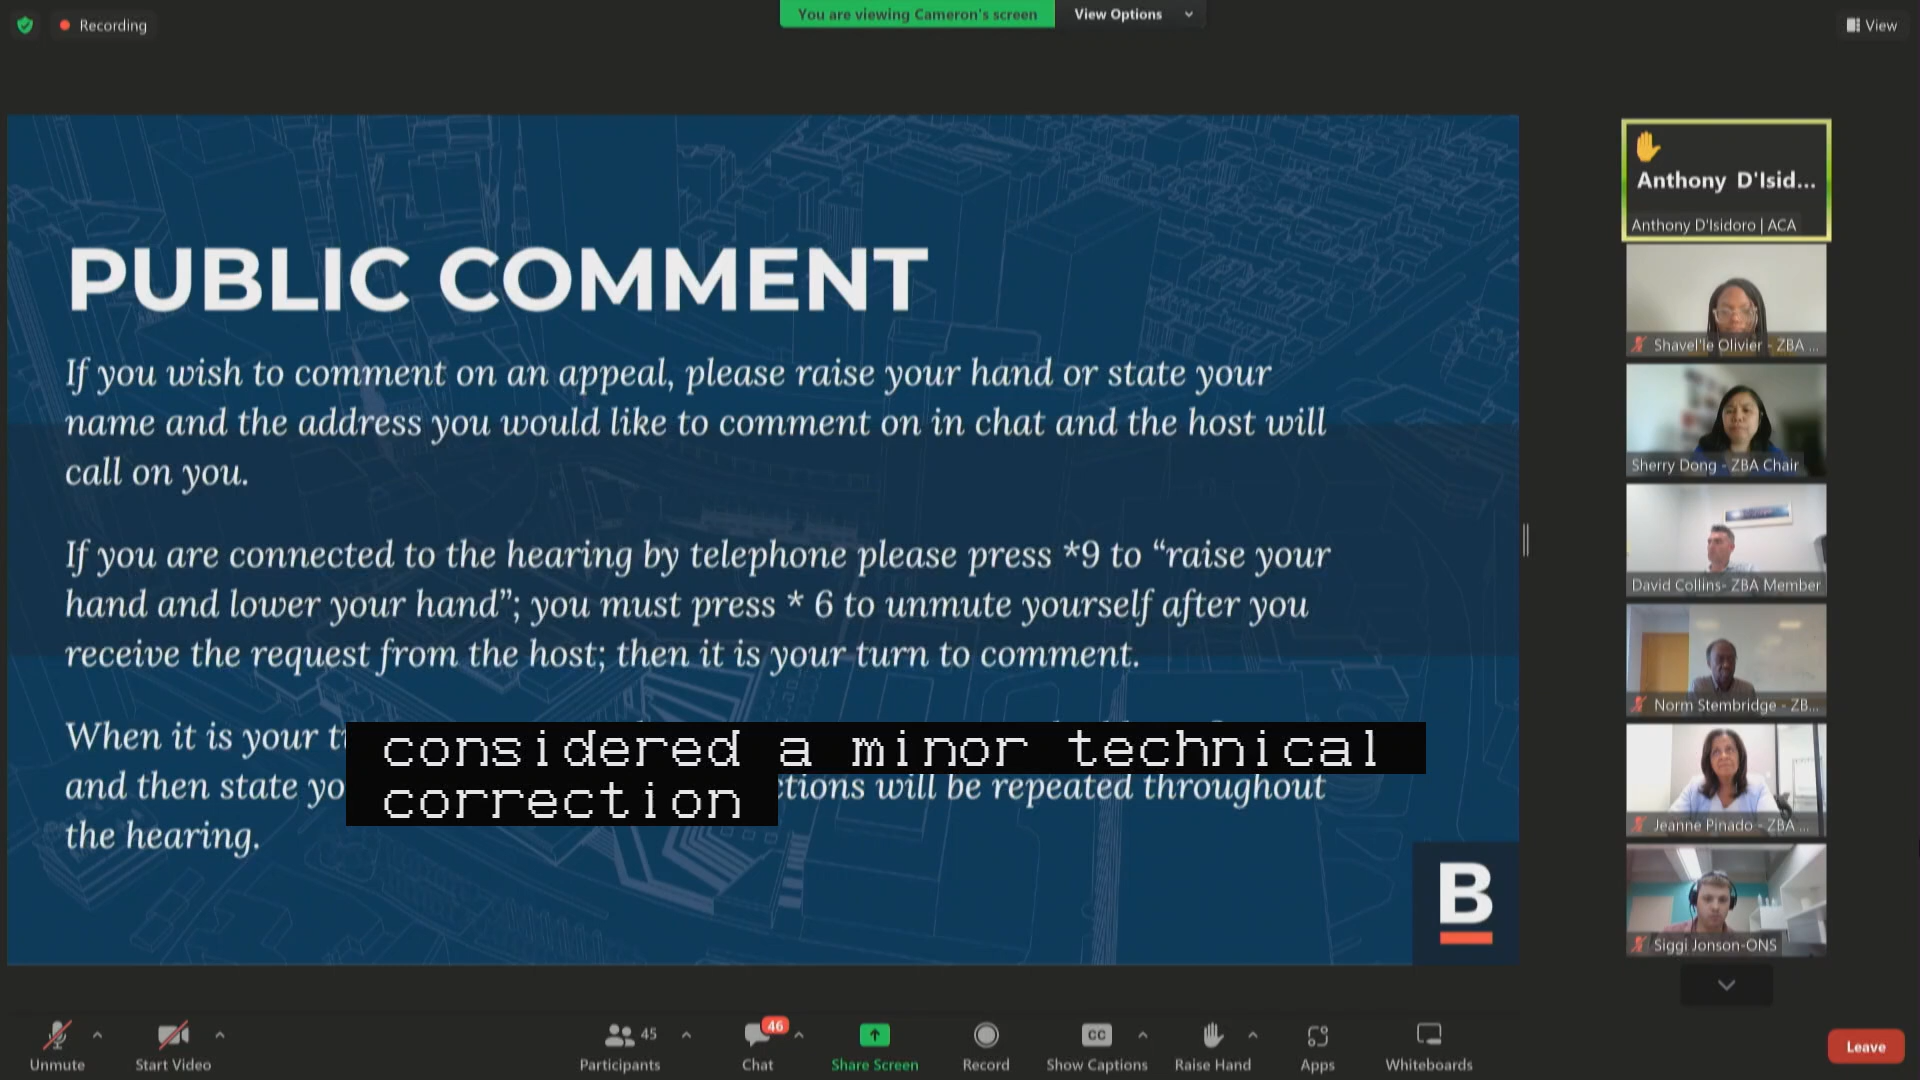 Recording
You are viewing Cameron's screen
View Options
View
PUBLIC COMMENT
If you wish to comment on an appeal, please raise your hand or state your
name and the address you would like to comment on in chat and the host will
call on you.
If you are connected to the hearing by telephone please press *9 to “raise your
hand and lower your hand”; you must press * 6 to unmute yourself after you
receive the request from the host; then it is your turn to comment.
When it is your
and then state
ctions will be repeated throughout
the hearing.
considered a minor technical
correction
B
Anthony D'Isid...
Anthony D'Isidoro | ACA
Shavel'le Olivier - ZBA ...
Sherry Dong - ZBA Chair
David Collins- ZBA Member
Norm Stembridge - ZB...
Jeanne Pinado - ZBA ...
Siggi Jonson-ONS
Unmute
Start Video
45
Participants
46
Chat
Share Screen
Record
CC
Show Captions
Raise Hand
Apps
Whiteboards
Leave